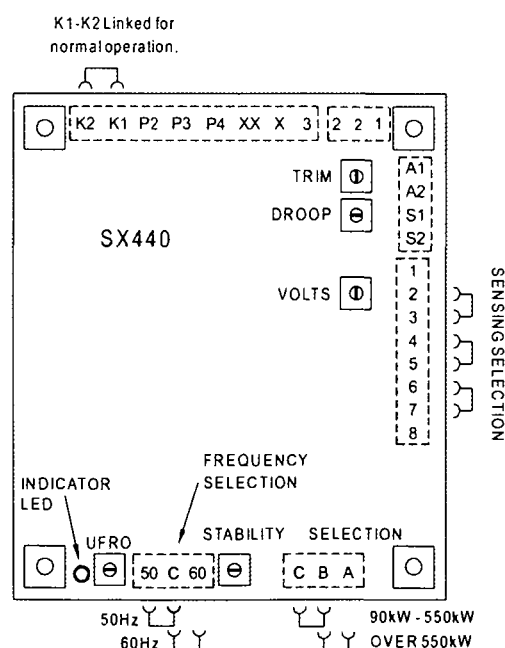 K1-K2 Linked for
normal operation.
K2 K1 P2 P3 P4 XX X 3 2 2 1
TRIM
DROOP
A1
A2
S1
S2
SX440
VOLTS
1
2
3
4
5
6
7
8
SENSING SELECTION
FREQUENCY
SELECTION
INDICATOR
LED
UFRO
STABILITY SELECTION
50 C 60
C B A
50Hz
90kW - 550kW
60Hz
OVER 550kW